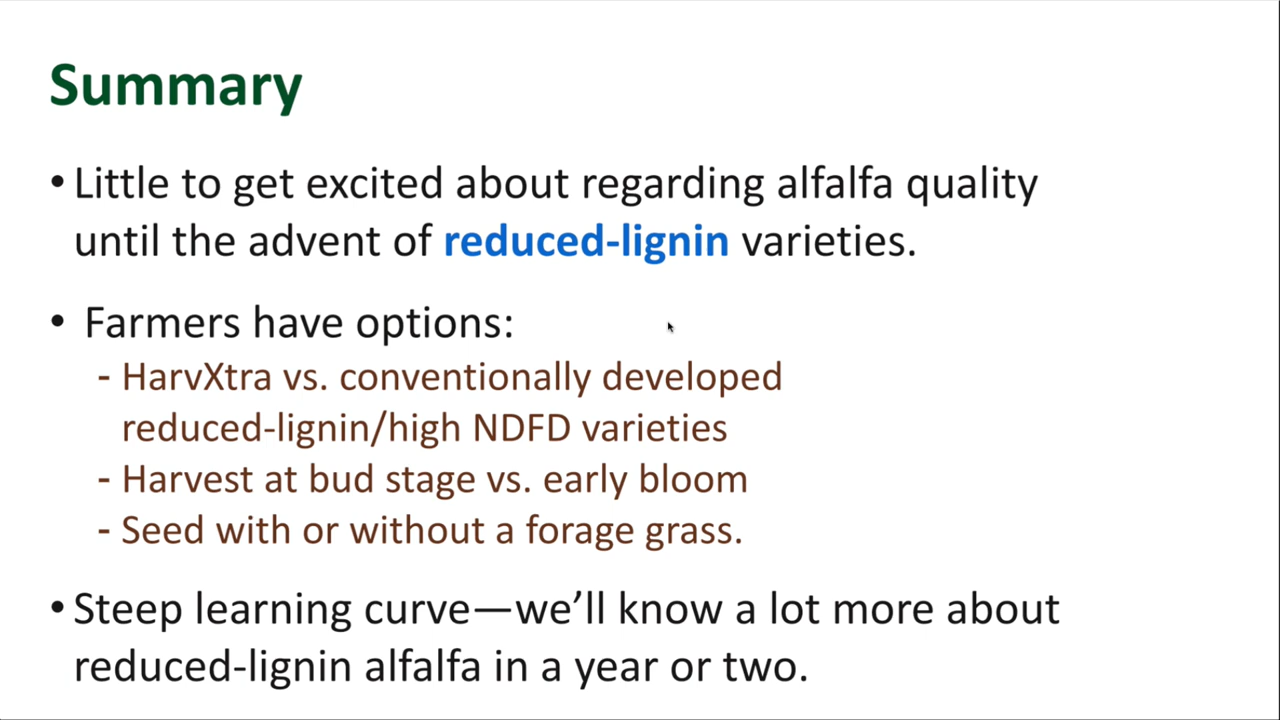 Summary
• Little to get excited about regarding alfalfa quality
until the advent of reduced-lignin varieties.
• Farmers have options:
- HarvXtra vs. conventionally developed
reduced-lignin/high NDFD varieties
- Harvest at bud stage vs. early bloom
- Seed with or without a forage grass.
• Steep learning curve—we’ll know a lot more about
reduced-lignin alfalfa in a year or two.